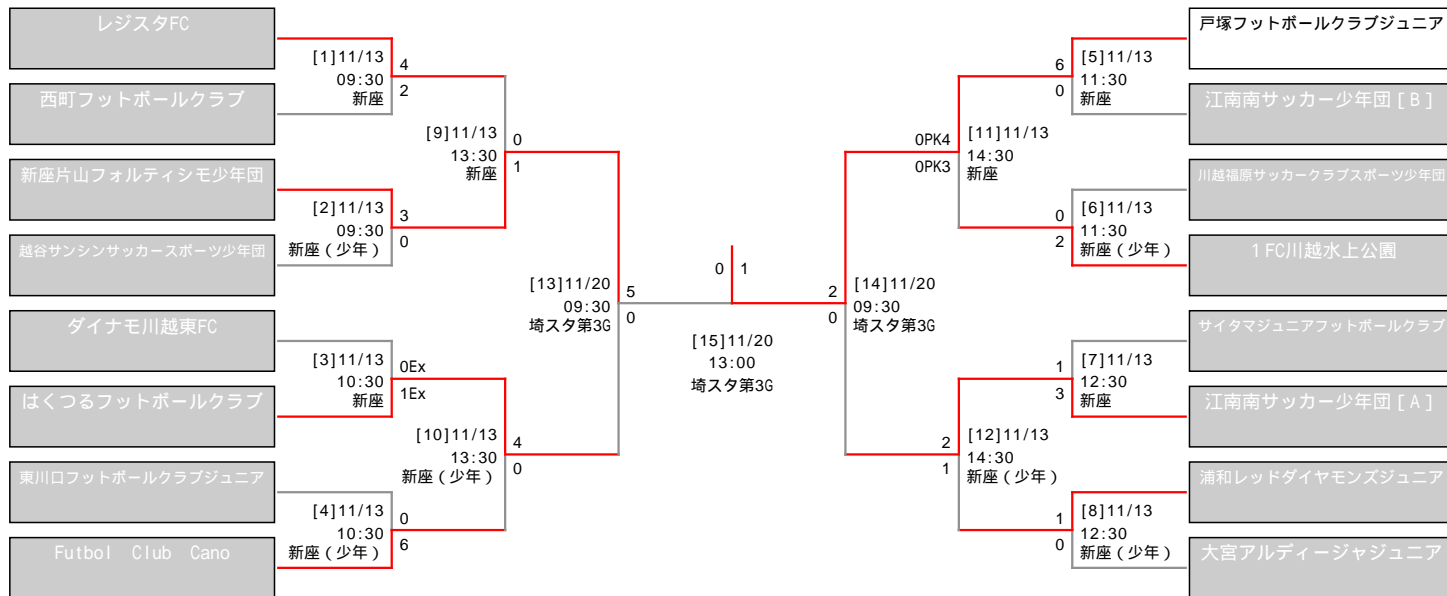 レジスタFC
[1]11/13
09:30
新座
4
2
西町フットボールクラブ
[9]11/13
13:30
新座
0
1
新座片山フォルティシモ少年団
[2]11/13
09:30
新座(少年)
3
0
越谷サンシンサッカースポーツ少年団
[13]11/20
09:30
埼スタ第3G
5
0
ダイナモ川越東FC
[3]11/13
10:30
新座
0Ex
1Ex
はくつるフットボールクラブ
[10]11/13
13:30
新座(少年)
4
0
東川口フットボールクラブジュニア
[4]11/13
10:30
新座(少年)
0
6
Futbol Club Cano
0
1
[15]11/20
13:00
埼スタ第3G
戸塚フットボールクラブジュニア
6
0
[5]11/13
11:30
新座
江南南サッカー少年団[B]
0PK4
0PK3
[11]11/13
14:30
新座
川越福原サッカークラブスポーツ少年団
0
2
[6]11/13
11:30
新座(少年)
1FC川越水上公園
2
0
[14]11/20
09:30
埼スタ第3G
サイタマジュニアフットボールクラブ
1
3
[7]11/13
12:30
新座
江南南サッカー少年団[A]
2
1
[12]11/13
14:30
新座(少年)
浦和レッドダイヤモンズジュニア
1
0
[8]11/13
12:30
新座(少年)
大宮アルディージャジュニア